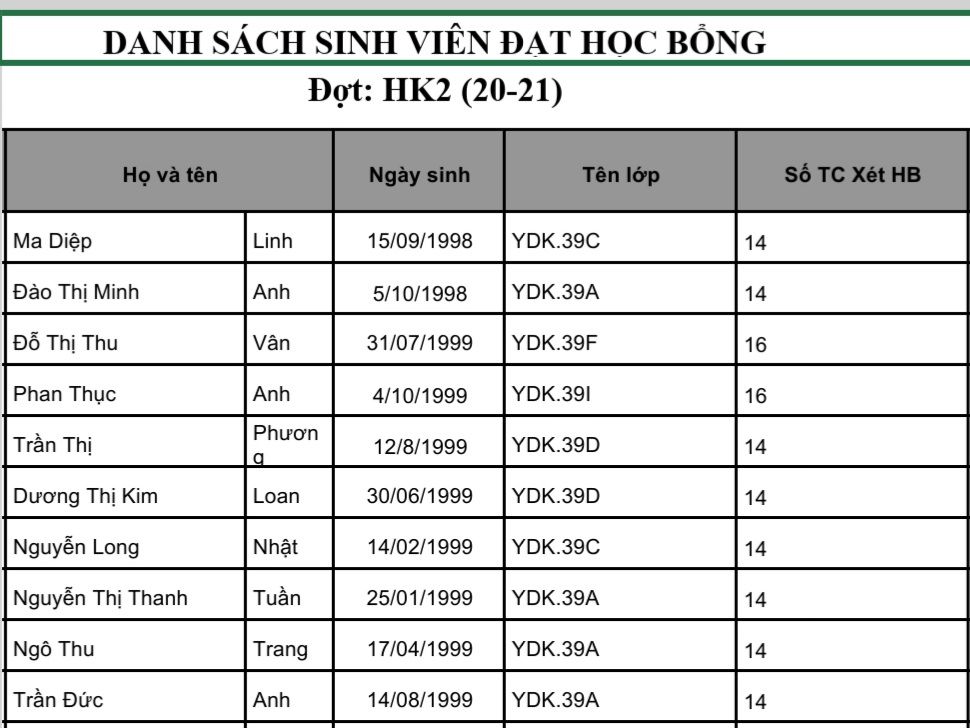 DANH SÁCH SINH VIÊN ĐẠT HỌC BỔNG
Đợt: HK2 (20-21)
Họ và tên Ngày sinh Tên lớp Số TC Xét HB
Ma Diệp Linh 15/09/1998 YDK.39C 14
Đào Thị Minh Anh 5/10/1998 YDK.39A 14
Đỗ Thị Thu Vân 31/07/1999 YDK.39F 16
Phan Thục Anh 4/10/1999 YDK.39I 16
Trần Thị Phương 12/8/1999 YDK.39D 14
Dương Thị Kim Loan 30/06/1999 YDK.39D 14
Nguyễn Long Nhật 14/02/1999 YDK.39C 14
Nguyễn Thị Thanh Tuần 25/01/1999 YDK.39A 14
Ngô Thu Trang 17/04/1999 YDK.39A 14
Trần Đức Anh 14/08/1999 YDK.39A 14